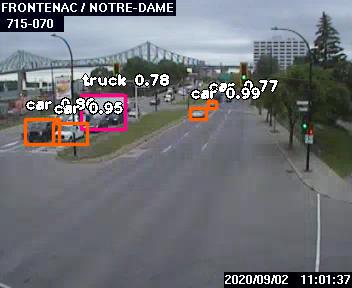 FRONTENAC / NOTRE-DAME
715-070
truck 0.78
car 0.77
car 0.99
car 0.95
2020/09/02 11:01:37